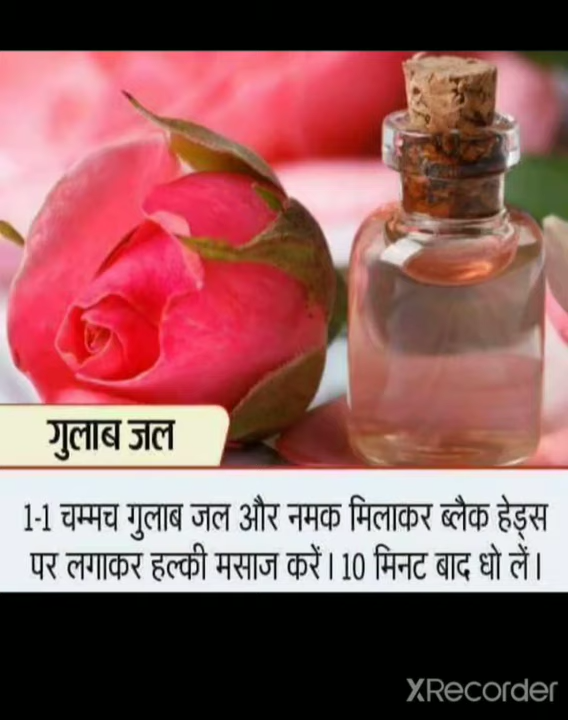 गुलाब जल
1-1 चम्मच गुलाब जल और नमक मिलाकर ब्लैक हेड्स
पर लगाकर हल्की मसाज करें। 10 मिनट बाद धो लें।
XRecorder